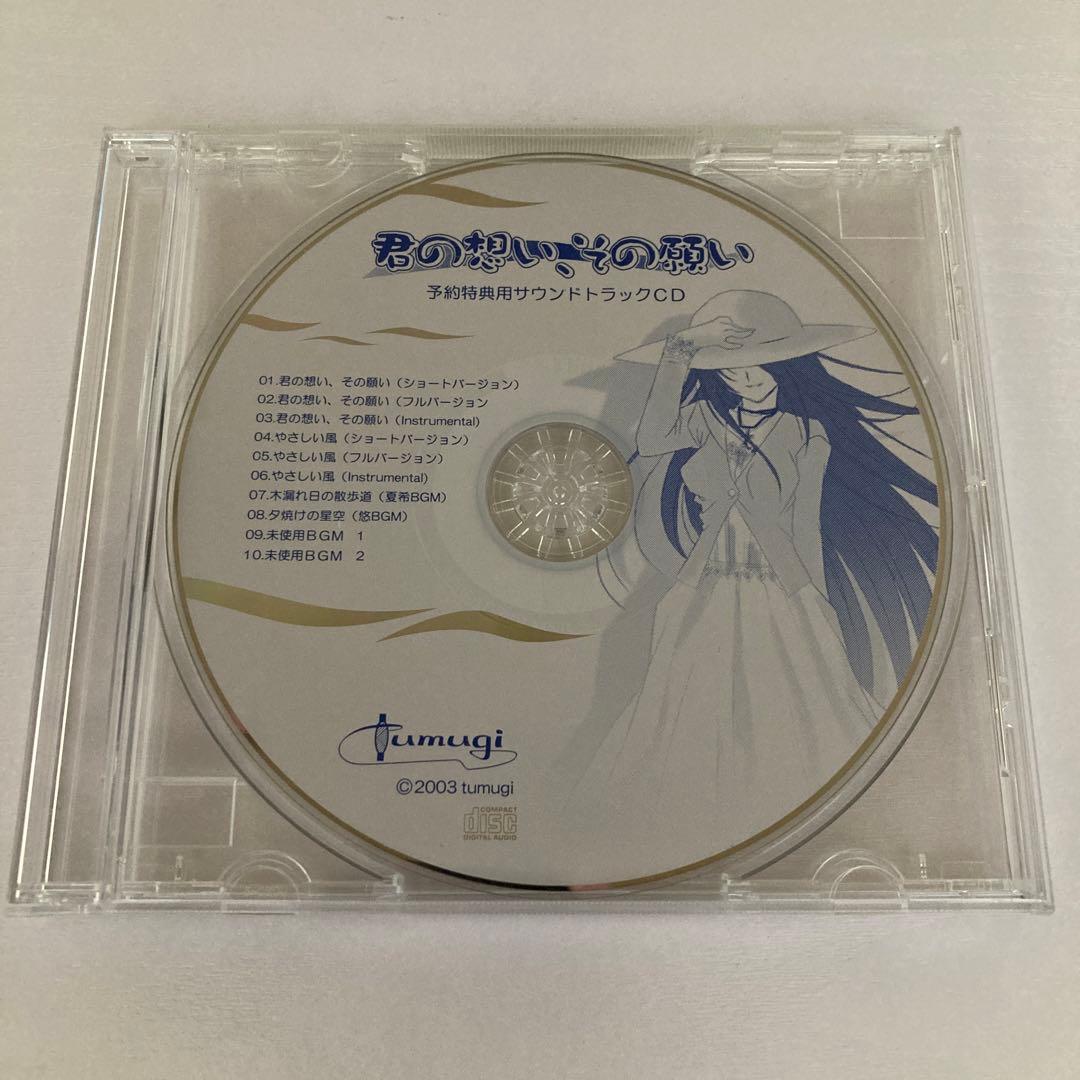 君の想い、その願い
予約特典用サウンドトラックCD
01.君の想い、その願い（ショートバージョン）
02.君の想い、その願い（フルバージョン
03.君の想い、その願い（Instrumental）
04.やさしい風（ショートバージョン）
05.やさしい風（フルバージョン）
06.やさしい風（Instrumental）
07.木漏れ日の散歩道（夏希BGM）
08.夕焼けの星空（悠BGM）
09.未使用BGM 1
10.未使用BGM 2
tumugi
©2003 tumugi
COMPACT
disc
DIGITAL AUDIO